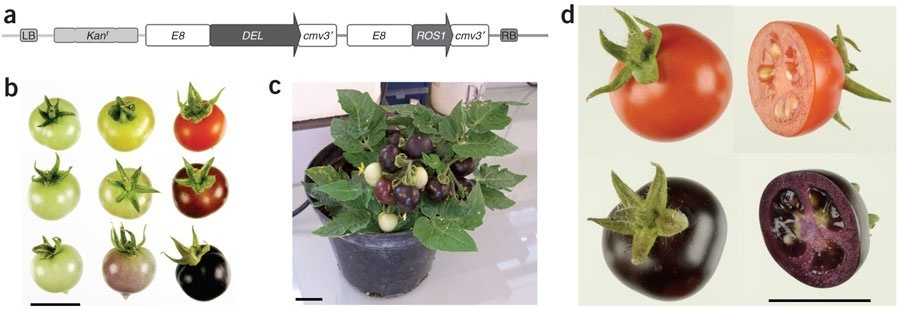 a
LB Kanʳ E8 DEL cmv3′ E8 ROS1 cmv3′ RB
b
c
d